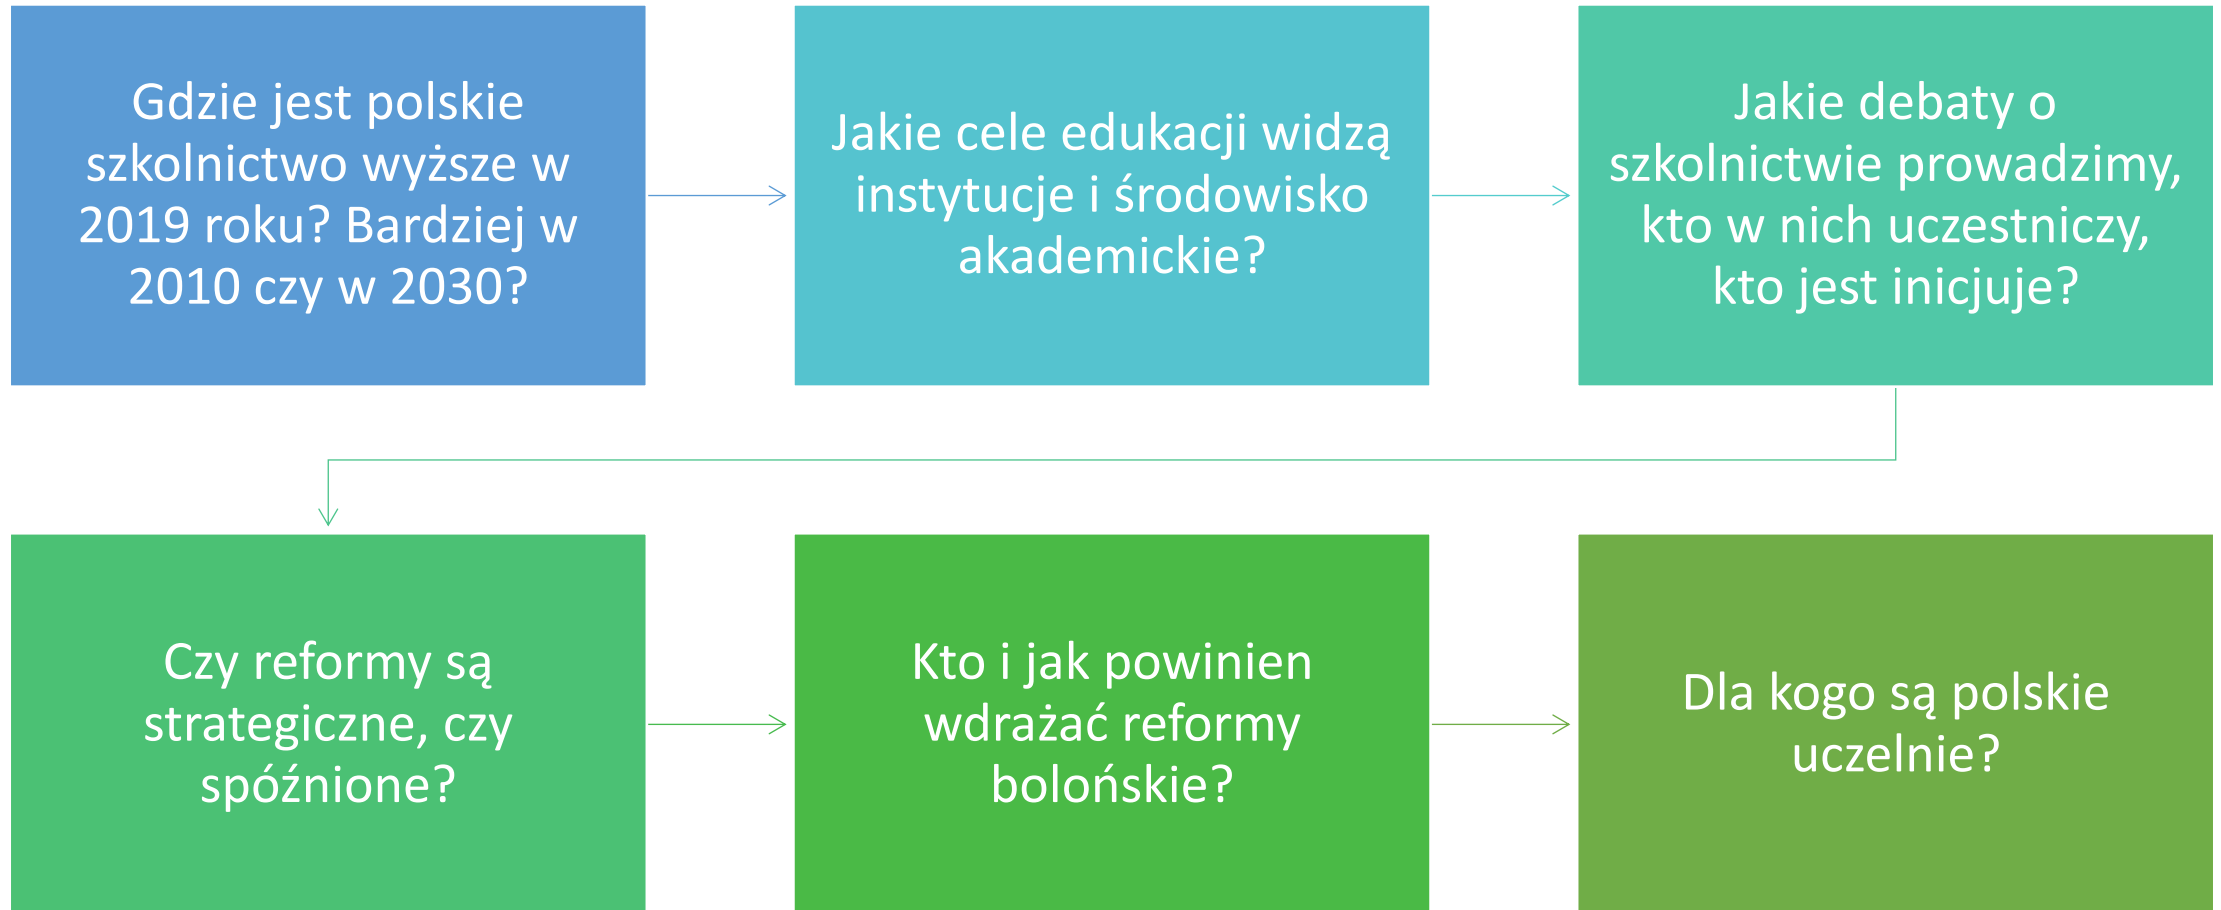 Gdzie jest polskie
szkolnictwo wyższe w
2019 roku? Bardziej w
2010 czy w 2030?
Jakie cele edukacji widzą
instytucje i środowisko
akademickie?
Jakie debaty o
szkolnictwie prowadzimy,
kto w nich uczestniczy,
kto jest inicjuje?
Czy reformy są
strategiczne, czy
spóźnione?
Kto i jak powinien
wdrażać reformy
bolońskie?
Dla kogo są polskie
uczelnie?